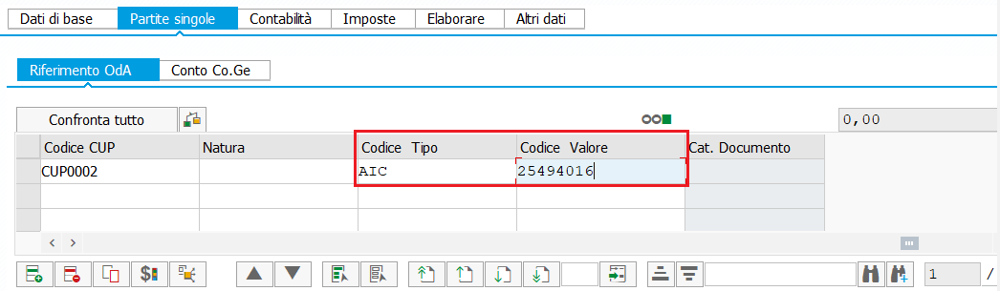 Dati di base Partite singole Contabilità Imposte Elaborare Altri dati
Riferimento OdA Conto Co.Ge
Confronta tutto 0,00
Codice CUP Natura Codice Tipo Codice Valore Cat. Documento
CUP0002 AIC 25494016
1 /